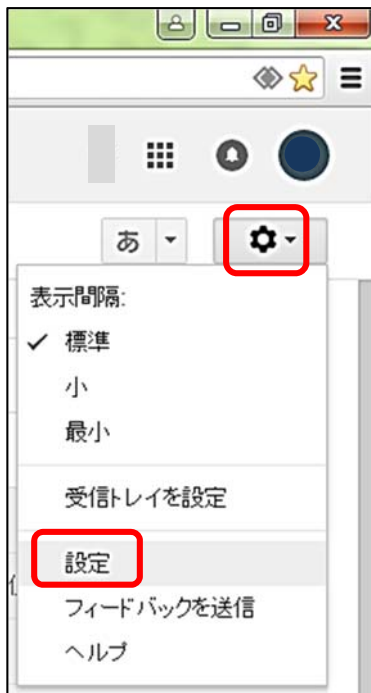 あ
表示間隔:
標準
小
最小
受信トレイを設定
設定
フィードバックを送信
ヘルプ